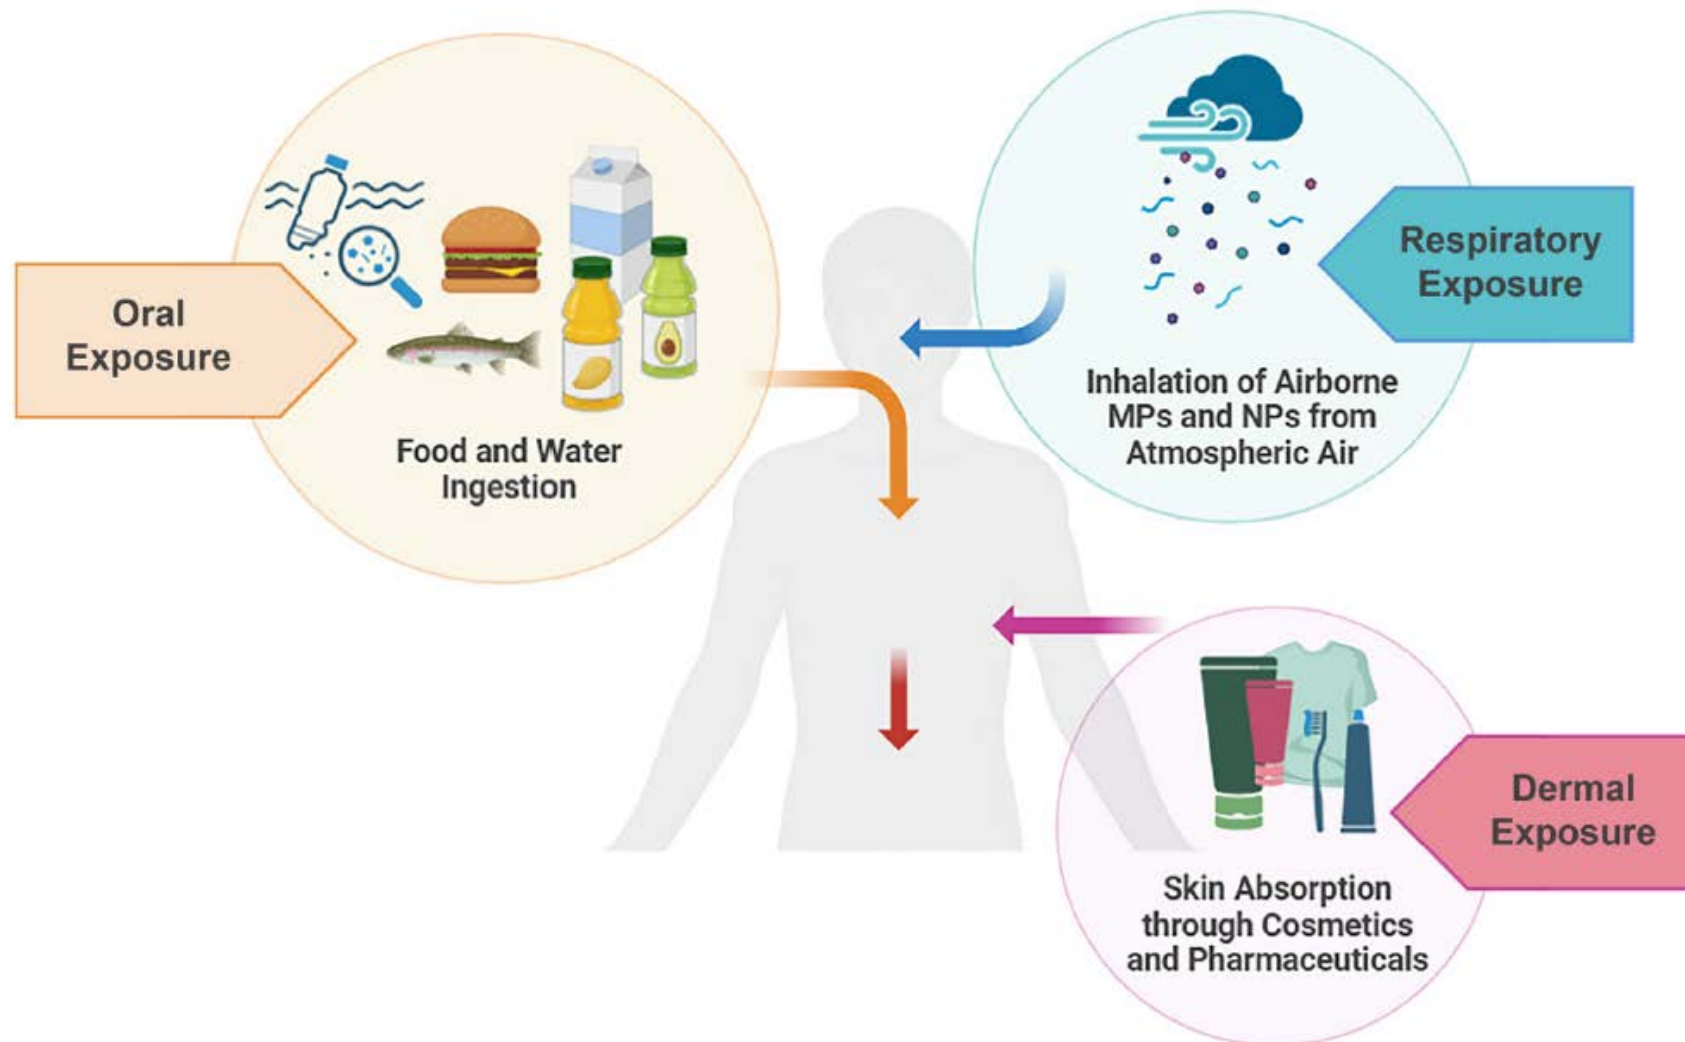 Oral
Exposure
Food and Water
Ingestion
Respiratory
Exposure
Inhalation of Airborne
MPs and NPs from
Atmospheric Air
Dermal
Exposure
Skin Absorption
through Cosmetics
and Pharmaceuticals